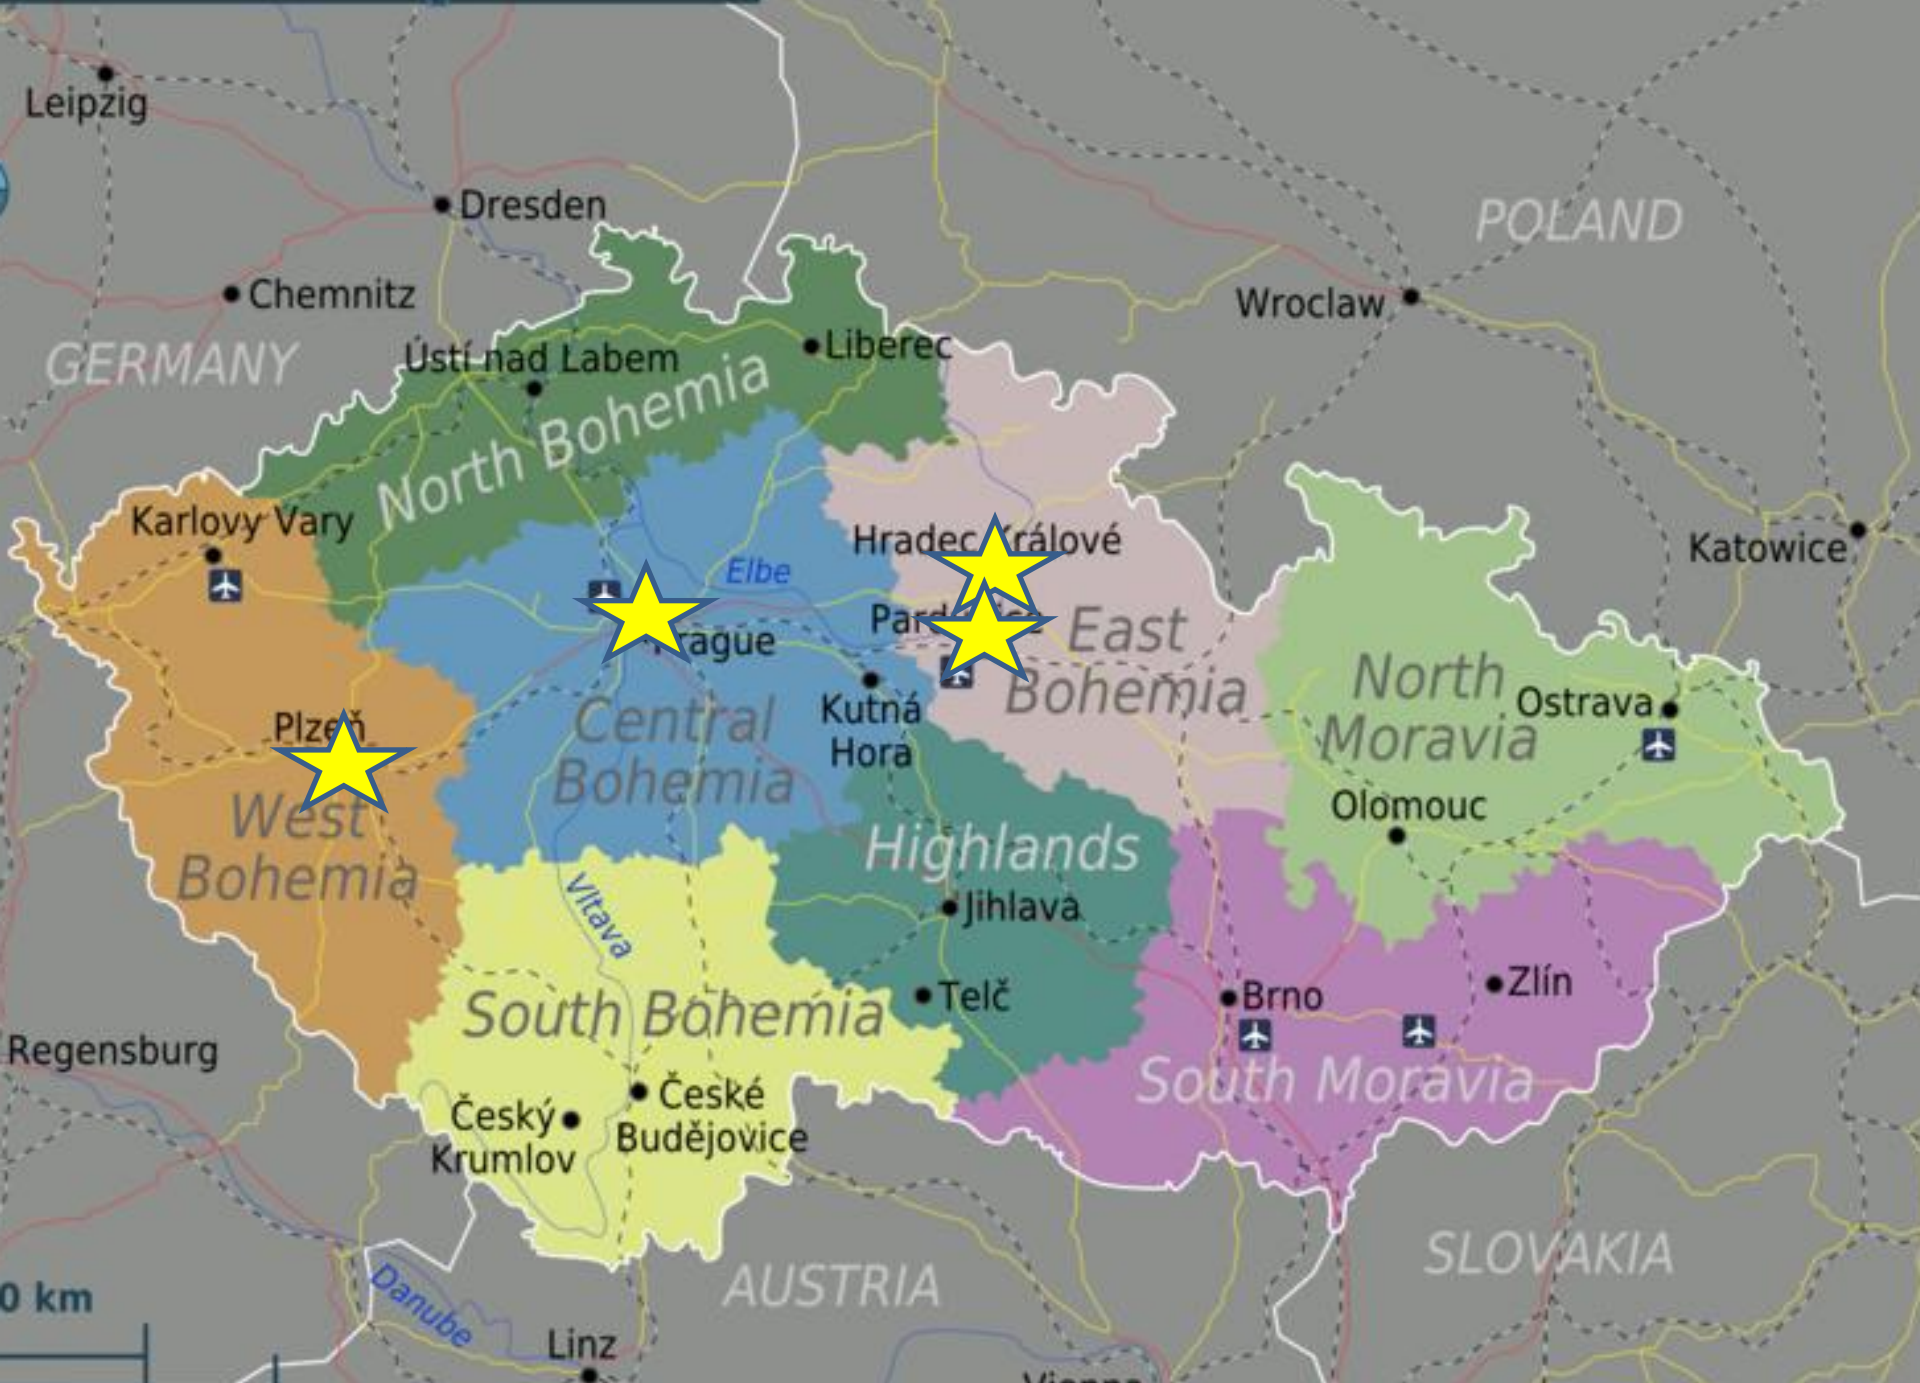 Leipzig
Dresden
POLAND
Chemnitz
Wroclaw
GERMANY
Ústí nad Labem
Liberec
North Bohemia
Karlovy Vary
Hradec Králové
Katowice
Elbe
Prague
East
Bohemia
Plzeň
Kutná
Hora
Central
Bohemia
North
Moravia
Ostrava
West
Bohemia
Olomouc
Highlands
Vltava
Jihlava
Telč
Brno
Zlín
South Bohemia
Regensburg
South Moravia
České
Budějovice
Český
Krumlov
SLOVAKIA
AUSTRIA
0 km
Danube
Linz